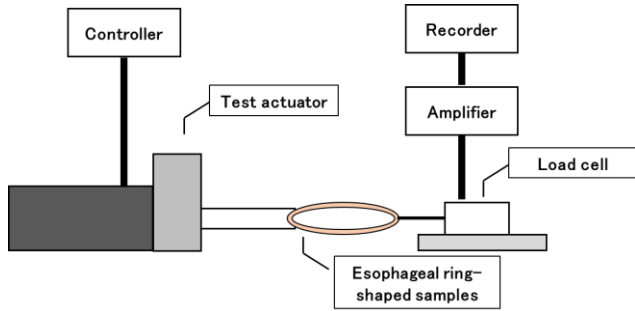 Controller
Recorder
Test actuator
Amplifier
Load cell
Esophageal ring-
shaped samples